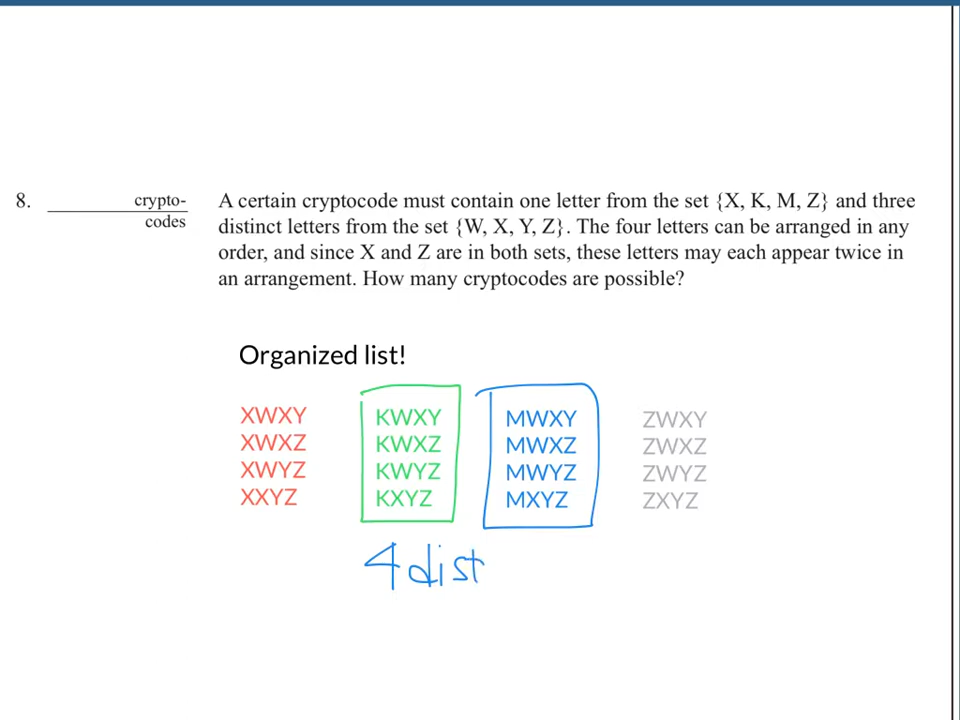 8. crypto-codes
A certain cryptocode must contain one letter from the set {X, K, M, Z} and three
distinct letters from the set {W, X, Y, Z}. The four letters can be arranged in any
order, and since X and Z are in both sets, these letters may each appear twice in
an arrangement. How many cryptocodes are possible?
Organized list!
XWXY KWXY MWXY ZWXY
XWXZ KWXZ MWXZ ZWXZ
XWYZ KWYZ MWYZ ZWYZ
XXYZ KXYZ MXYZ ZXYZ
4 dist